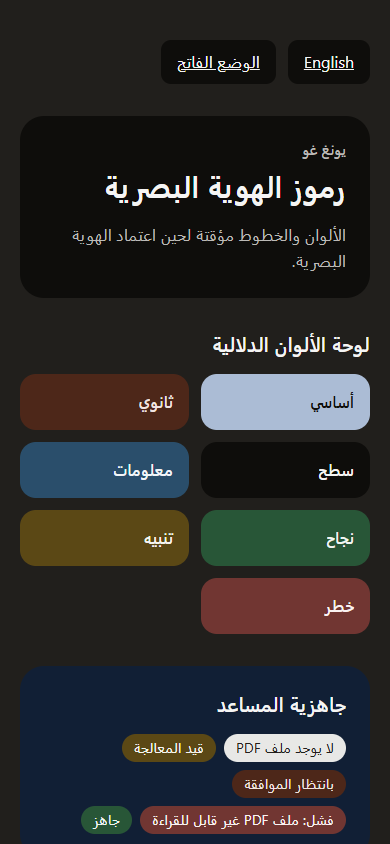 English
الوضع الفاتح
يونغ غو
رموز الهوية البصرية
الألوان والخطوط مؤقتة لحين اعتماد الهوية
البصرية.
لوحة الألوان الدلالية
أساسي
ثانوي
سطح
معلومات
نجاح
تنبيه
خطر
جاهزية المساعد
لا يوجد ملف PDF
قيد المعالجة
بانتظار الموافقة
فشل: ملف PDF غير قابل للقراءة
جاهز